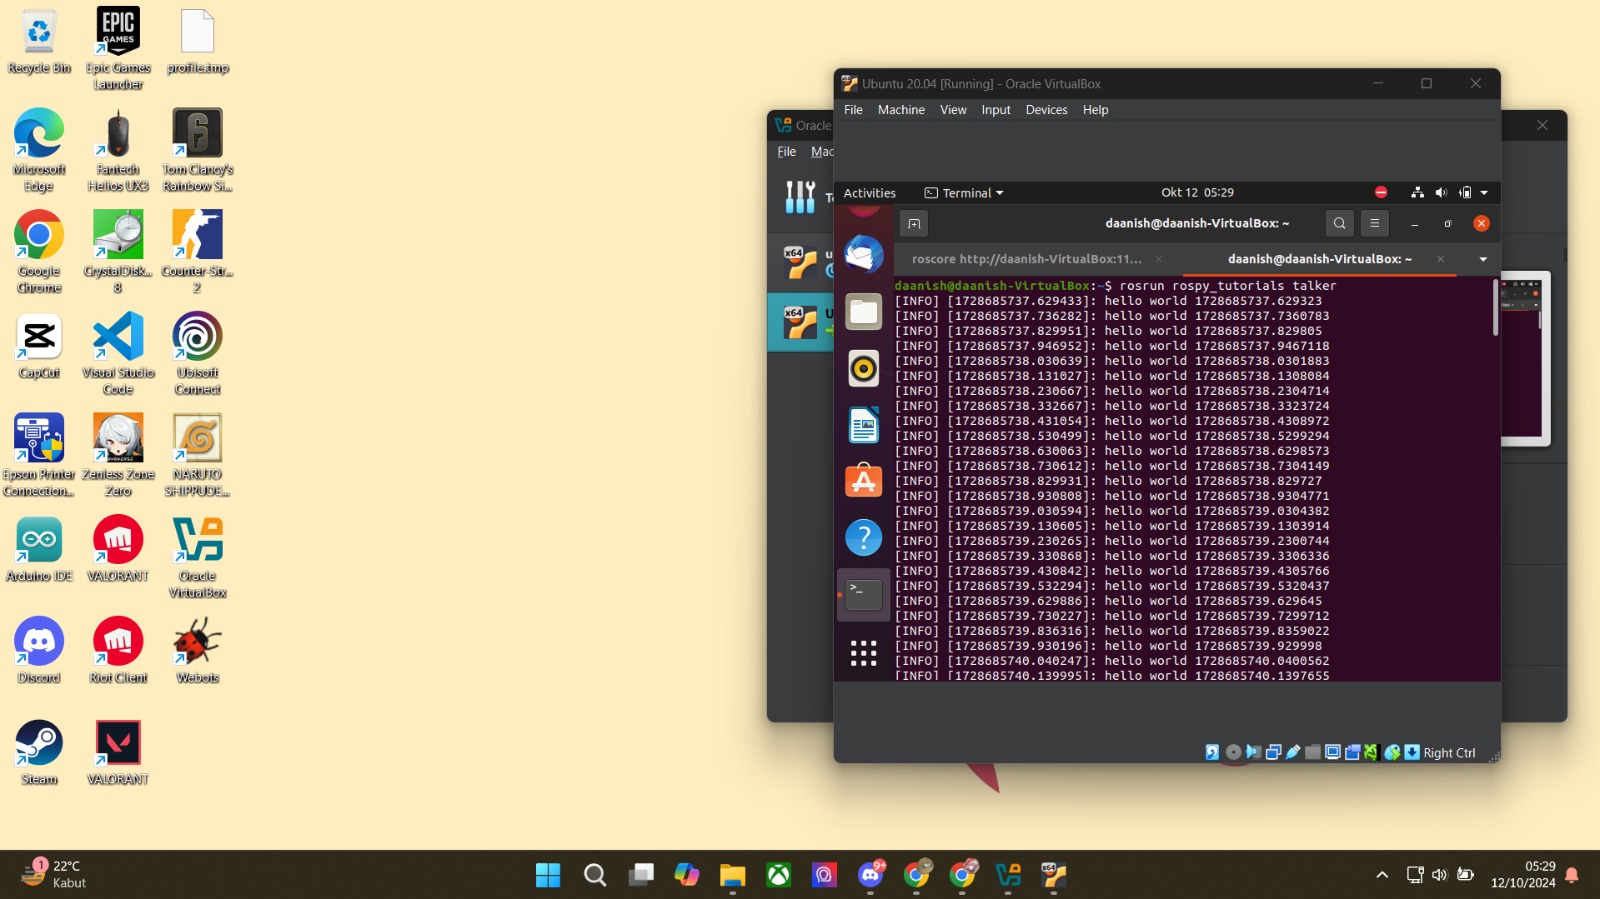 Recycle Bin
EPIC
GAMES
Epic Games
Launcher
profile.tmp
Microsoft
Edge
Fantech
Helios UX3
6
Tom Clancy's
Rainbow Si...
Google
Chrome
CrystalDisk...
8
Counter-Str...
2
CapCut
Visual Studio
Code
Ubisoft
Connect
Epson Printer
Connection...
Zenless Zone
Zero
NARUTO
SHIPPUDE...
Arduino IDE
VALORANT
Oracle
VirtualBox
Discord
Riot Client
Webots
Steam
VALORANT
Oracle
File Mac
x64
x64
Ubuntu 20.04 [Running] - Oracle VirtualBox
File Machine View Input Devices Help
Activities Terminal Okt 12 05:29
daanish@daanish-VirtualBox: ~
roscore http://daanish-VirtualBox:11... daanish@daanish-VirtualBox: ~
daanish@daanish-VirtualBox:~$ rosrun rospy_tutorials talker
[INFO] [1728685737.629433]: hello world 1728685737.629323
[INFO] [1728685737.736282]: hello world 1728685737.7360783
[INFO] [1728685737.829951]: hello world 1728685737.829805
[INFO] [1728685737.946952]: hello world 1728685737.9467118
[INFO] [1728685738.030639]: hello world 1728685738.0301883
[INFO] [1728685738.131027]: hello world 1728685738.1308084
[INFO] [1728685738.230667]: hello world 1728685738.2304714
[INFO] [1728685738.332667]: hello world 1728685738.3323724
[INFO] [1728685738.431054]: hello world 1728685738.4308972
[INFO] [1728685738.530499]: hello world 1728685738.5299294
[INFO] [1728685738.630063]: hello world 1728685738.6298573
[INFO] [1728685738.730612]: hello world 1728685738.7304149
[INFO] [1728685738.829931]: hello world 1728685738.829727
[INFO] [1728685738.930808]: hello world 1728685738.9304771
[INFO] [1728685739.030594]: hello world 1728685739.0304382
[INFO] [1728685739.130605]: hello world 1728685739.1303914
[INFO] [1728685739.230265]: hello world 1728685739.2300744
[INFO] [1728685739.330868]: hello world 1728685739.3306336
[INFO] [1728685739.430842]: hello world 1728685739.4305766
[INFO] [1728685739.532294]: hello world 1728685739.5320437
[INFO] [1728685739.629886]: hello world 1728685739.629645
[INFO] [1728685739.730227]: hello world 1728685739.7299712
[INFO] [1728685739.836316]: hello world 1728685739.8359022
[INFO] [1728685739.930196]: hello world 1728685739.929998
[INFO] [1728685740.040247]: hello world 1728685740.0400562
[INFO] [1728685740.139995]: hello world 1728685740.1397655
Right Ctrl
1
22°C
Kabut
9+
x64
05:29
12/10/2024